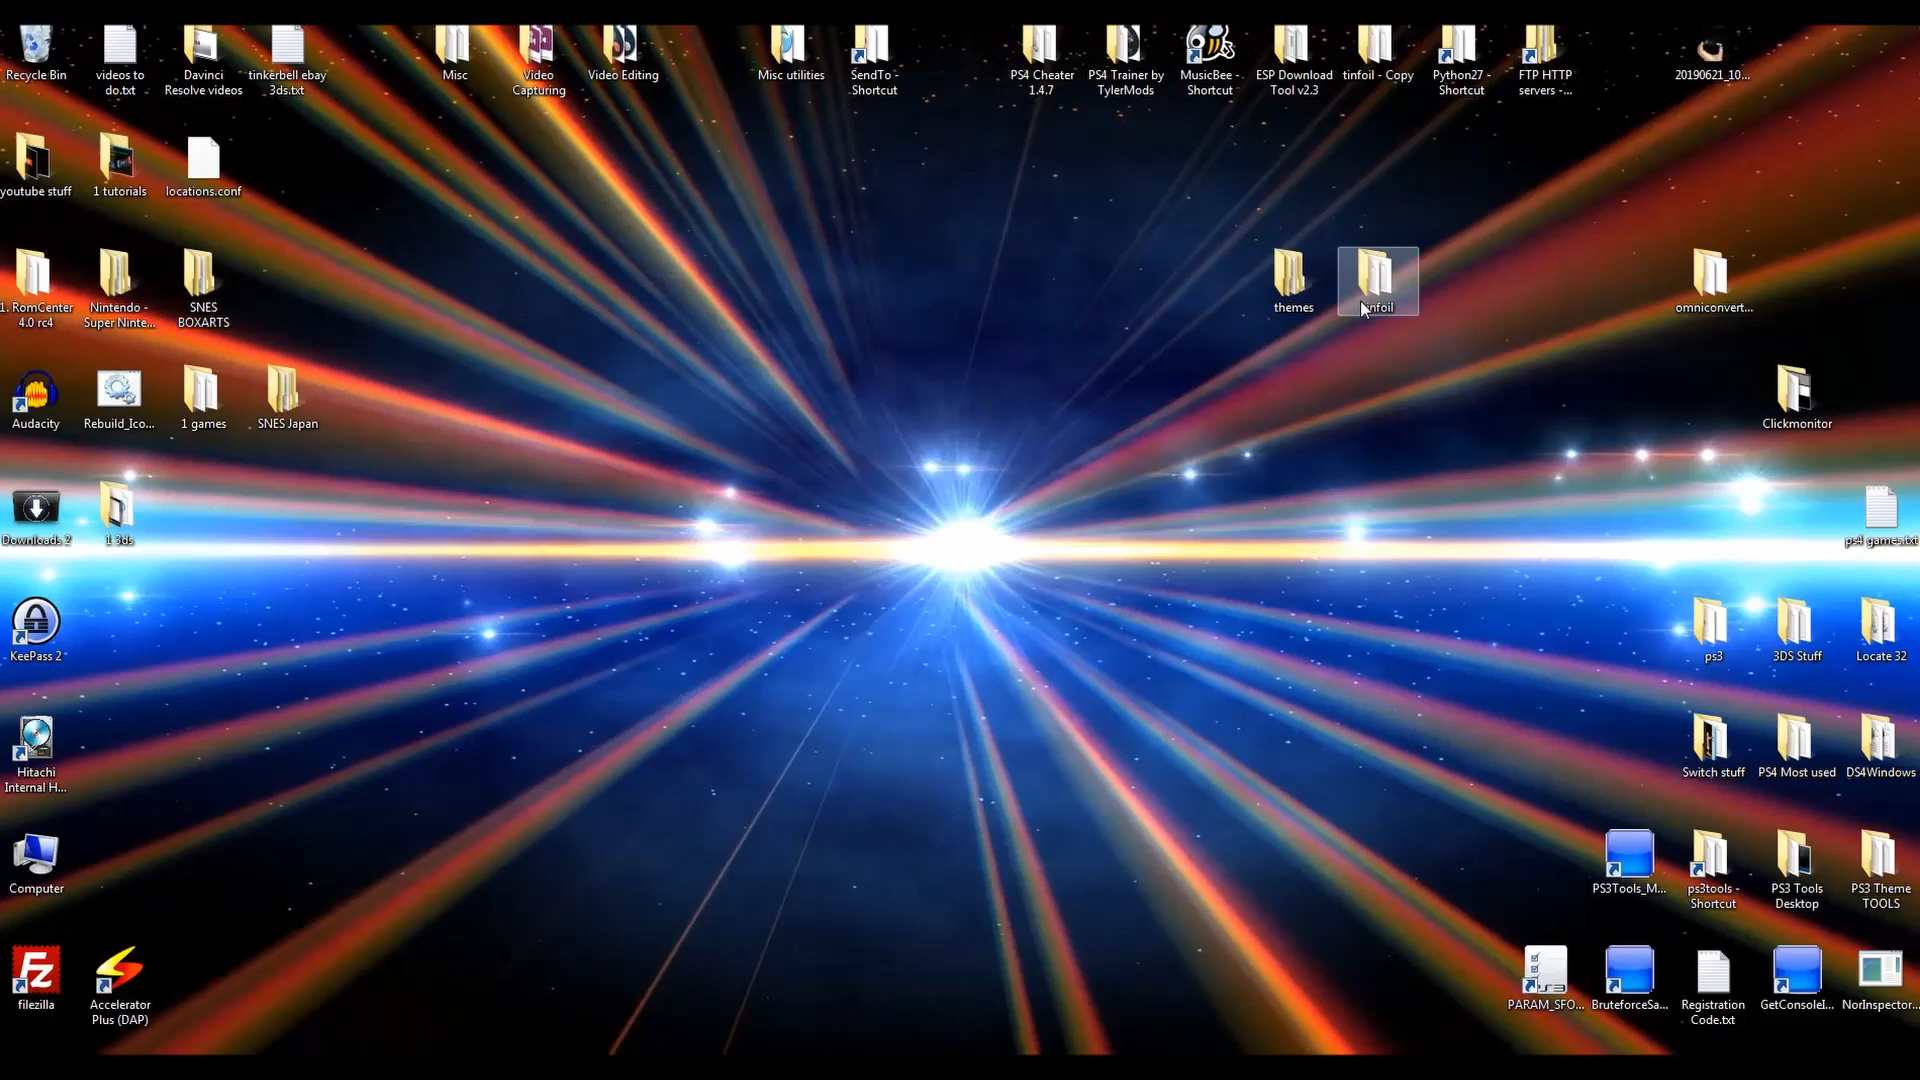 Recycle Bin
videos to
do.txt
Davinci
Resolve videos
tinkerbell ebay
3ds.txt
Misc
Video
Capturing
Video Editing
Misc utilities
SendTo -
Shortcut
PS4 Cheater
1.4.7
PS4 Trainer by
TylerMods
MusicBee -
Shortcut
ESP Download
Tool v2.3
tinfoil - Copy
Python27 -
Shortcut
FTP HTTP
servers -...
20190621_10...
youtube stuff
1 tutorials
locations.conf
1. RomCenter
4.0 rc4
Nintendo -
Super Ninte...
SNES
BOXARTS
themes
tinfoil
omniconvert...
Audacity
Rebuild_Ico...
1 games
SNES Japan
Clickmonitor
Downloads 2
1 3ds
ps4 games.txt
KeePass 2
ps3
3DS Stuff
Locate 32
Hitachi
Internal H...
Switch stuff
PS4 Most used
DS4Windows
Computer
PS3Tools_M...
ps3tools -
Shortcut
PS3 Tools
Desktop
PS3 Theme
TOOLS
Fz
filezilla
Accelerator
Plus (DAP)
PARAM_SFO...
BruteforceSa...
Registration
Code.txt
GetConsoleI...
NorInspector...